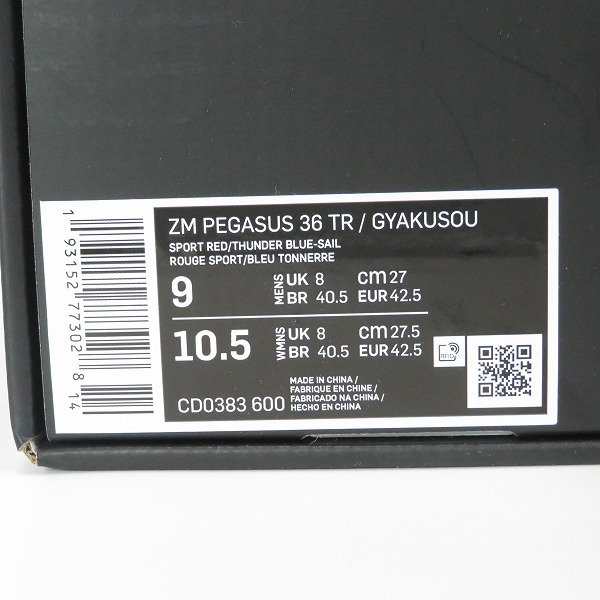 ZM PEGASUS 36 TR / GYAKUSOU
SPORT RED/THUNDER BLUE-SAIL
ROUGE SPORT/BLEU TONNERRE
9 MENS UK 8 cm 27
BR 40.5 EUR 42.5
10.5 WMNS UK 8 cm 27.5
BR 40.5 EUR 42.5
RFID
CD0383 600
MADE IN CHINA /
FABRIQUE EN CHINE /
FABRICADO NA CHINA /
HECHO EN CHINA
1 93152 77302 8 14